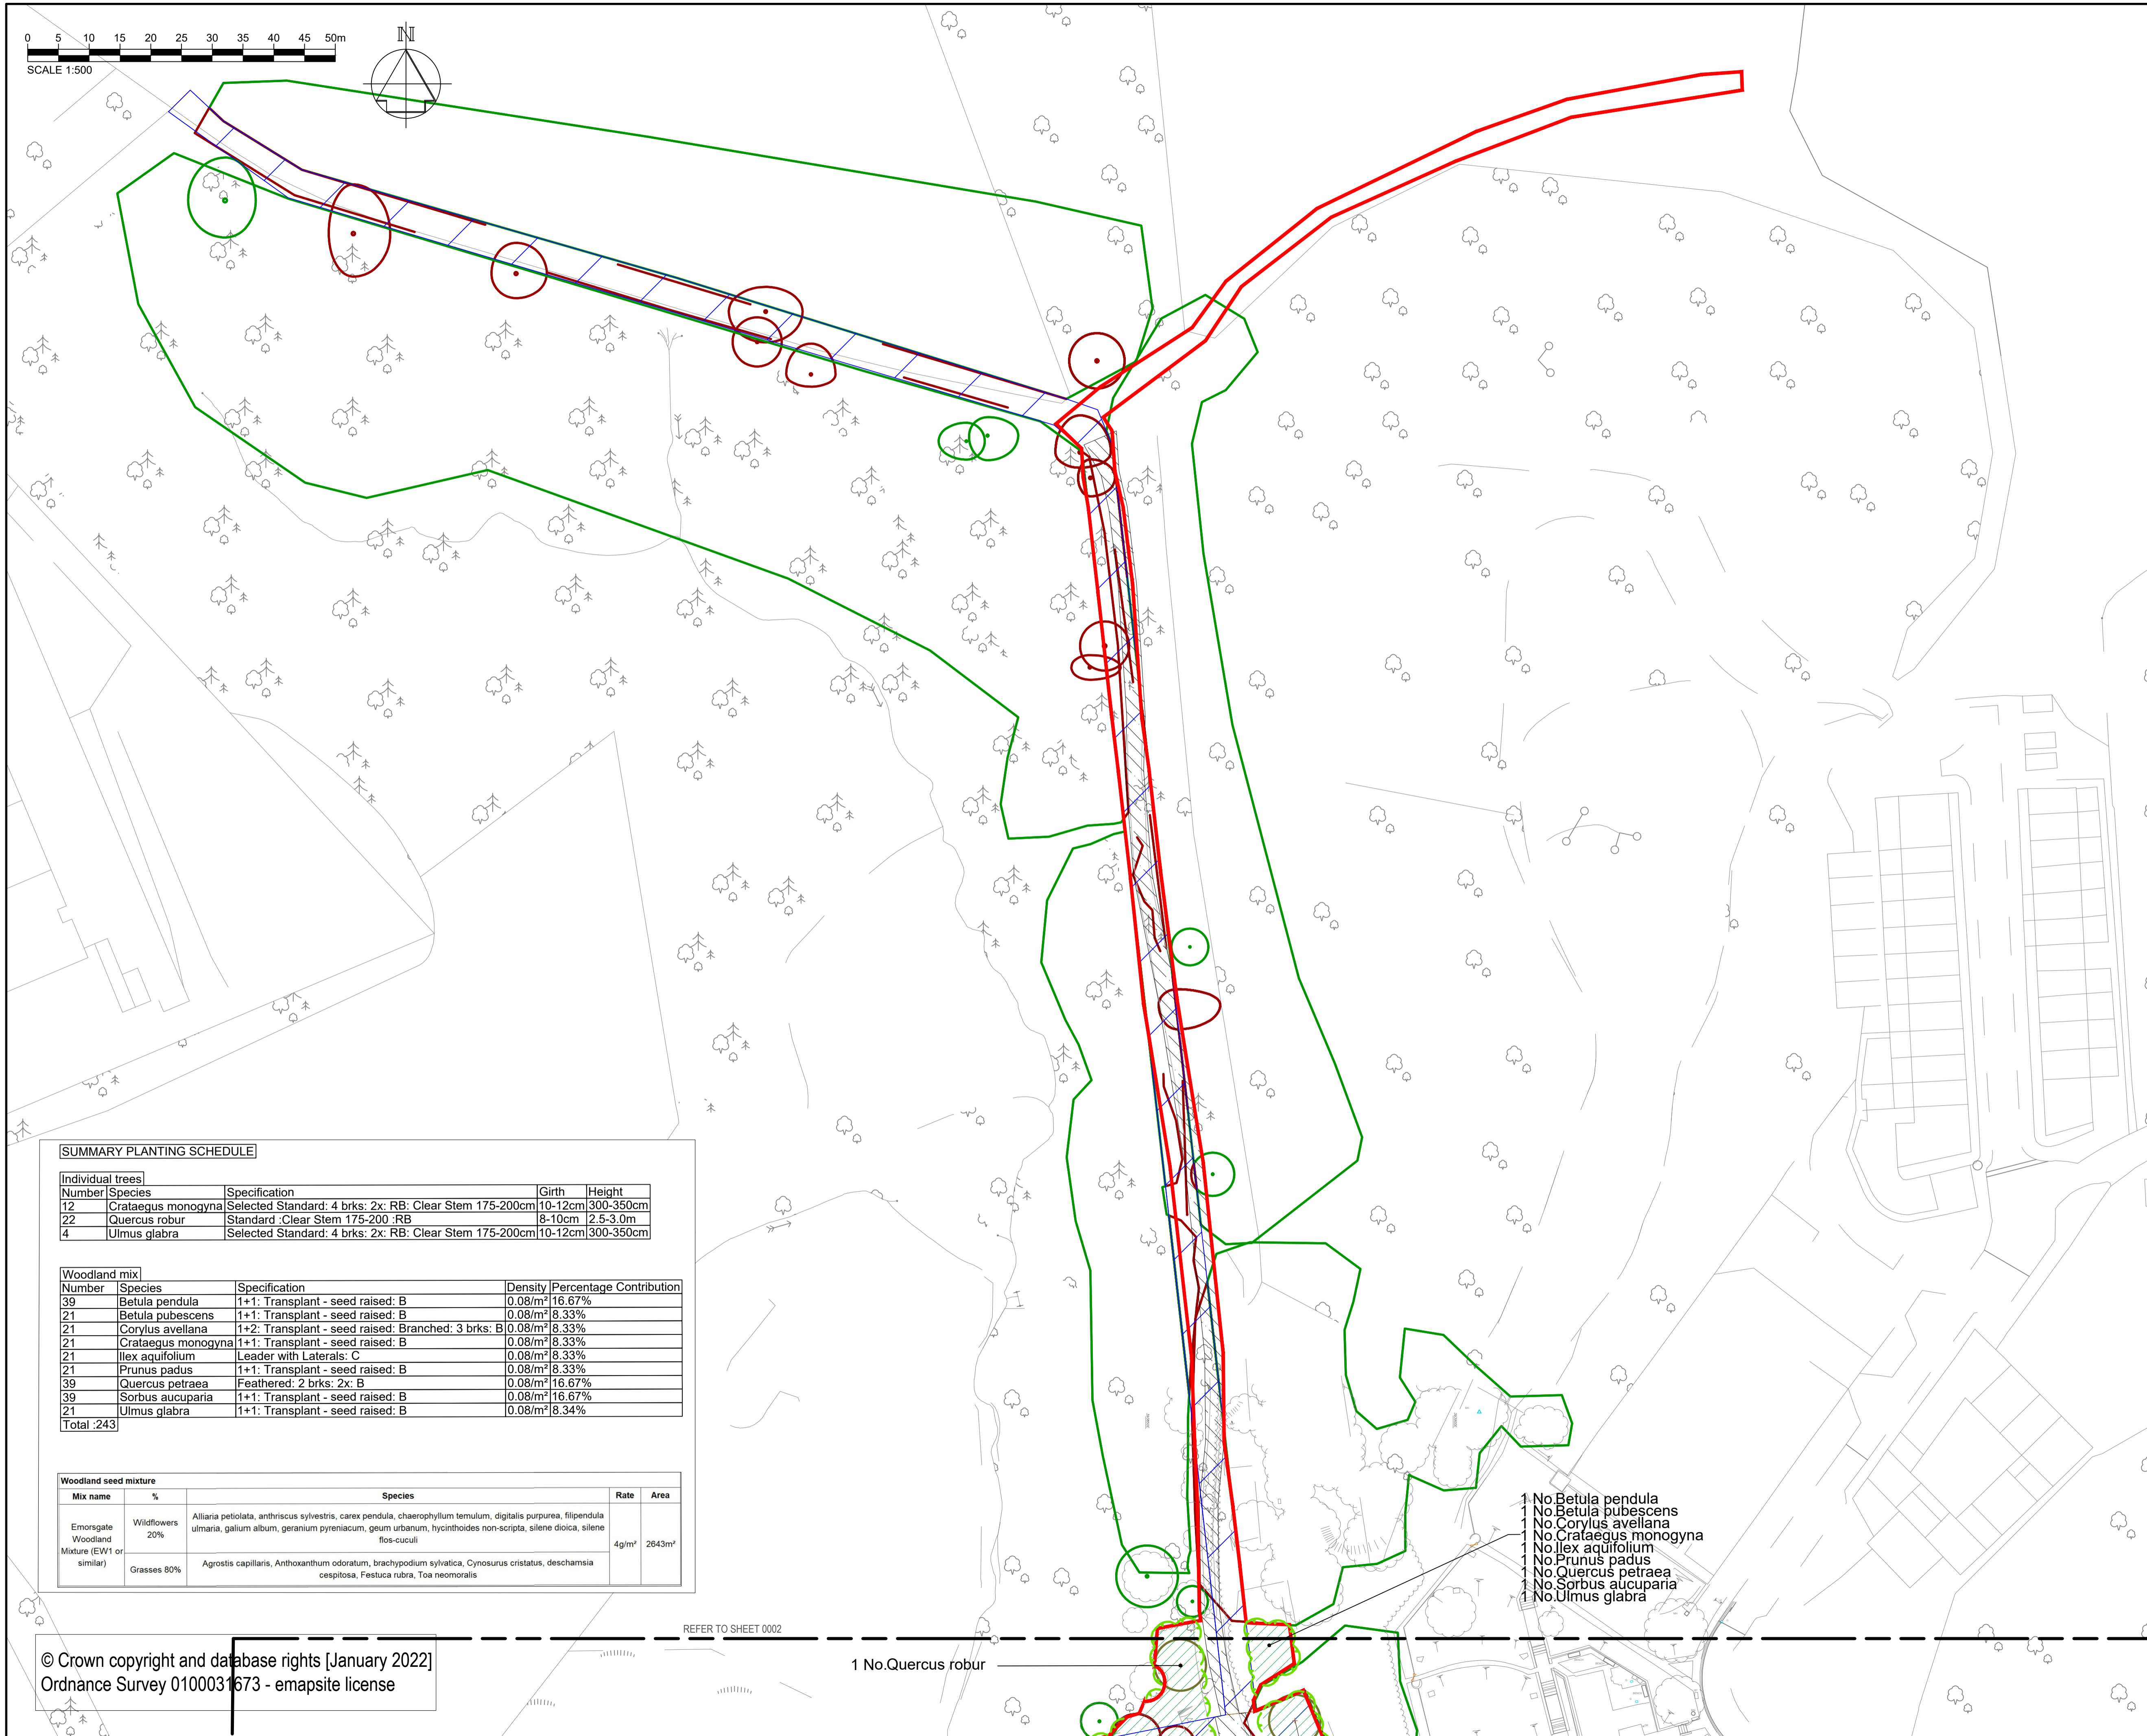 0 5 10 15 20 25 30 35 40 45 50m
SCALE 1:500
N
SUMMARY PLANTING SCHEDULE
Individual trees
Number Species Specification Girth Height
12 Crataegus monogyna Selected Standard: 4 brks: 2x: RB: Clear Stem 175-200cm 10-12cm 300-350cm
22 Quercus robur Standard :Clear Stem 175-200 :RB 8-10cm 2.5-3.0m
4 Ulmus glabra Selected Standard: 4 brks: 2x: RB: Clear Stem 175-200cm 10-12cm 300-350cm
Woodland mix
Number Species Specification Density Percentage Contribution
39 Betula pendula 1+1: Transplant - seed raised: B 0.08/m² 16.67%
21 Betula pubescens 1+1: Transplant - seed raised: B 0.08/m² 8.33%
21 Corylus avellana 1+2: Transplant - seed raised: Branched: 3 brks: B 0.08/m² 8.33%
21 Crataegus monogyna 1+1: Transplant - seed raised: B 0.08/m² 8.33%
21 Ilex aquifolium Leader with Laterals: C 0.08/m² 8.33%
21 Prunus padus 1+1: Transplant - seed raised: B 0.08/m² 8.33%
39 Quercus petraea Feathered: 2 brks: 2x: B 0.08/m² 16.67%
39 Sorbus aucuparia 1+1: Transplant - seed raised: B 0.08/m² 16.67%
21 Ulmus glabra 1+1: Transplant - seed raised: B 0.08/m² 8.34%
Total :243
Woodland seed mixture
Mix name % Species Rate Area
Emorsgate Woodland Mixture (EW1 or similar)
Wildflowers 20%
Alliaria petiolata, anthriscus sylvestris, carex pendula, chaerophyllum temulum, digitalis purpurea, filipendula
ulmaria, galium album, geranium pyreniacum, geum urbanum, hycinthoides non-scripta, silene dioica, silene
flos-cuculi
4g/m² 2643m²
Grasses 80%
Agrostis capillaris, Anthoxanthum odoratum, brachypodium sylvatica, Cynosurus cristatus, deschamsia
cespitosa, Festuca rubra, Toa neomoralis
1 No.Betula pendula
1 No.Betula pubescens
1 No.Corylus avellana
1 No.Crataegus monogyna
1 No.Ilex aquifolium
1 No.Prunus padus
1 No.Quercus petraea
1 No.Sorbus aucuparia
1 No.Ulmus glabra
REFER TO SHEET 0002
1 No.Quercus robur
© Crown copyright and database rights [January 2022]
Ordnance Survey 0100031673 - emapsite license